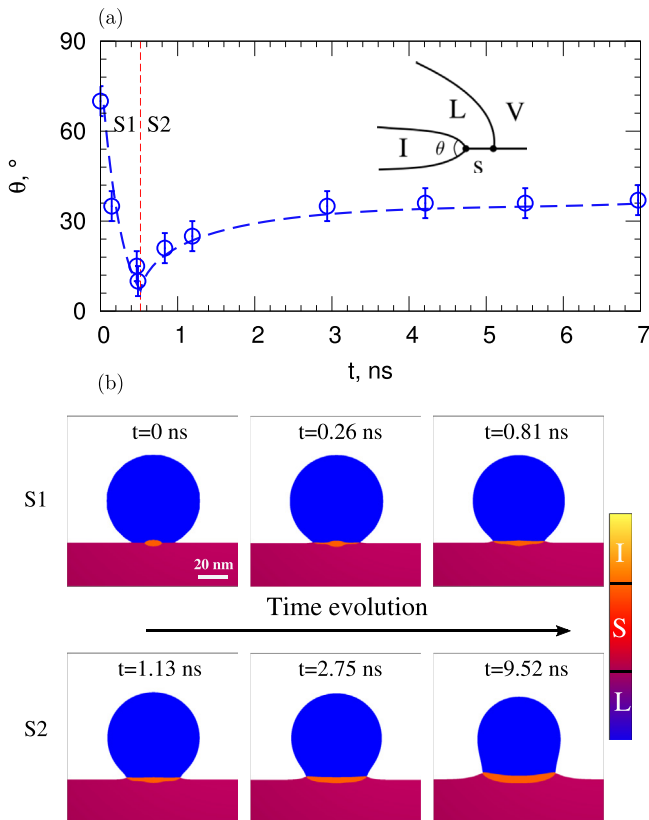 (a)
90
60
30
0
θ, °
S1 S2
L V
I θ
s
0 1 2 3 4 5 6 7
t, ns
(b)
t=0 ns t=0.26 ns t=0.81 ns
S1
20 nm
Time evolution
t=1.13 ns t=2.75 ns t=9.52 ns
S2
I
S
L